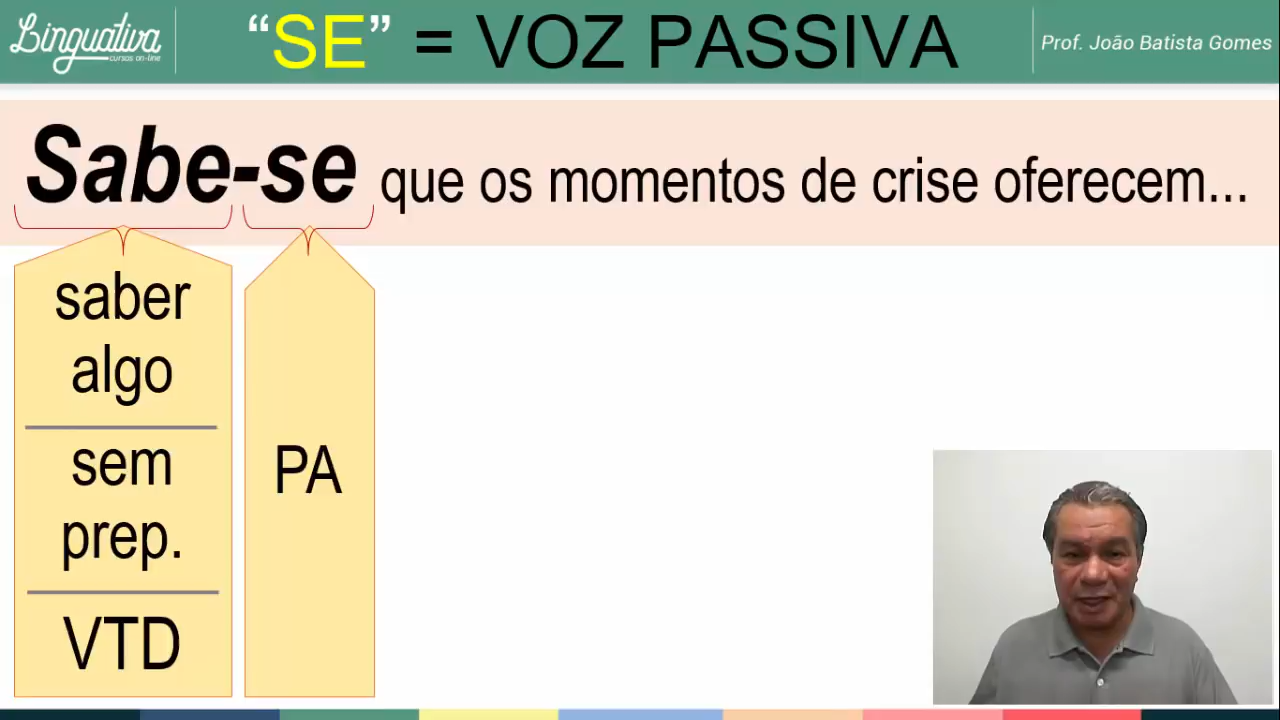 Linguativa
cursos on-line
“SE” = VOZ PASSIVA
Prof. João Batista Gomes
Sabe-se que os momentos de crise oferecem...
saber
algo
sem
prep.
VTD
PA